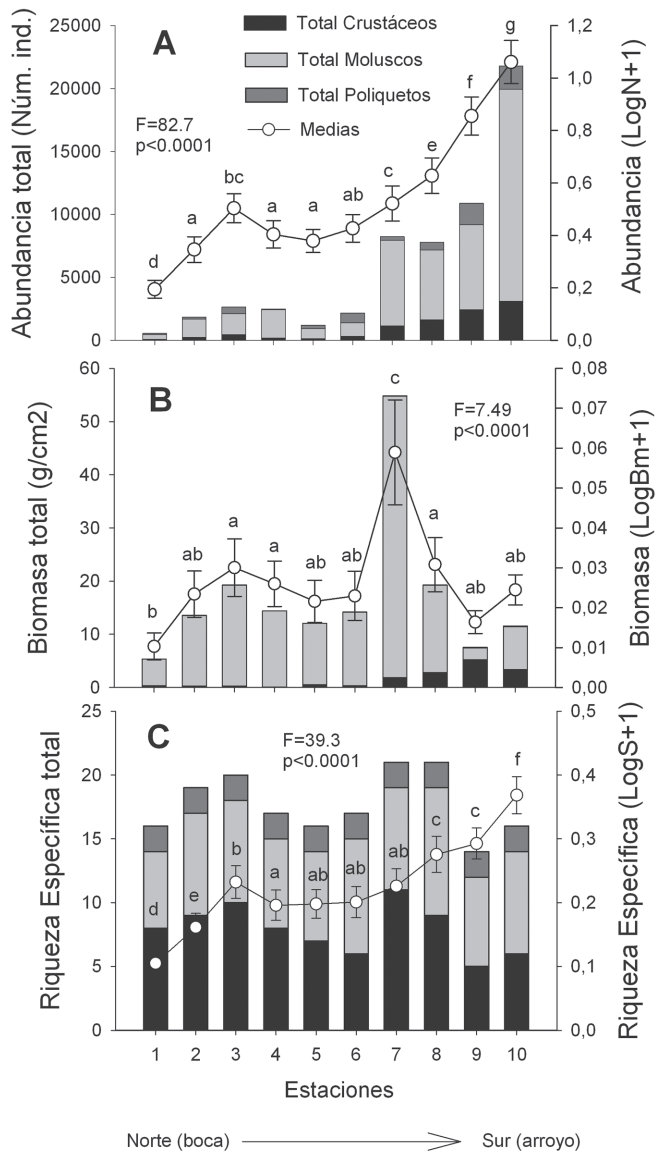 A
Total Crustáceos
Total Moluscos
Total Poliquetos
Medias
F=82.7
p<0.0001
Abundancia total (Núm. ind.)
25000
20000
15000
10000
5000
0
d
a
bc
a
a
ab
c
e
f
g
1,2
1,0
0,8
0,6
0,4
0,2
0,0
Abundancia (LogN+1)
B
F=7.49
p<0.0001
Biomasa total (g/cm2)
60
50
40
30
20
10
0
b
ab
a
a
ab
ab
c
a
ab
ab
0,08
0,07
0,06
0,05
0,04
0,03
0,02
0,01
0,00
Biomasa (LogBm+1)
C
F=39.3
p<0.0001
Riqueza Específica total
25
20
15
10
5
0
d
e
b
a
ab
ab
ab
c
c
f
0,5
0,4
0,3
0,2
0,1
0,0
Riqueza Específica (LogS+1)
1 2 3 4 5 6 7 8 9 10
Estaciones
Norte (boca) Sur (arroyo)